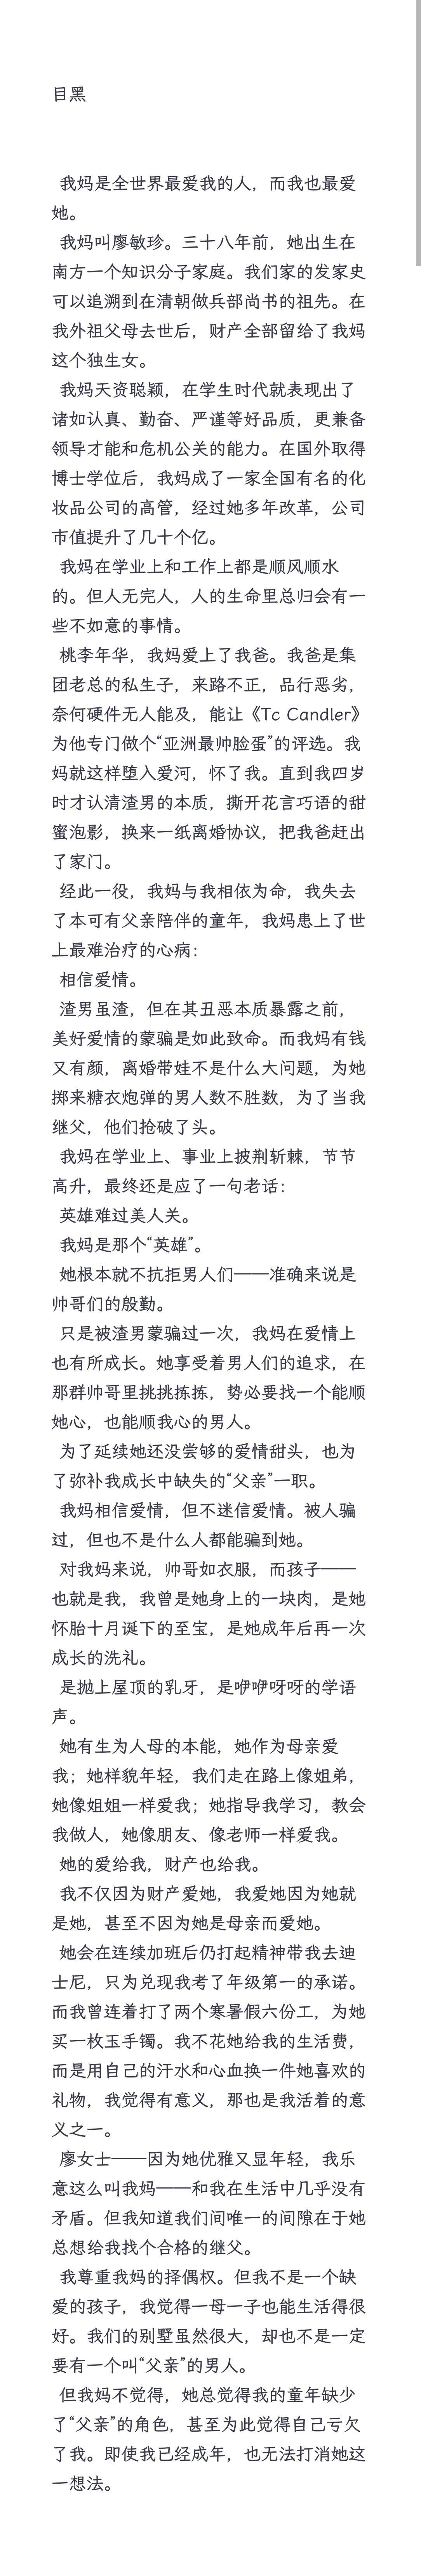 目黑
我妈是全世界最爱我的人，而我也最爱
她。
我妈叫廖敏珍。三十八年前，她出生在
南方一个知识分子家庭。我们家的发家史
可以追溯到在清朝做兵部尚书的祖先。在
我外祖父母去世后，财产全部留给了我妈
这个独生女。
我妈天资聪颖，在学生时代就表现出了
诸如认真、勤奋、严谨等好品质，更兼备
领导才能和危机公关的能力。在国外取得
博士学位后，我妈成了一家全国有名的化
妆品公司的高管，经过她多年改革，公司
市值提升了几十个亿。
我妈在学业上和工作上都是顺风顺水
的。但人无完人，人的生命里总归会有一
些不如意的事情。
桃李年华，我妈爱上了我爸。我爸是集
团老总的私生子，来路不正，品行恶劣，
奈何硬件无人能及，能让《Tc Candler》
为他专门做个“亚洲最帅脸蛋”的评选。我
妈就这样堕入爱河，怀了我。直到我四岁
时才认清渣男的本质，撕开花言巧语的甜
蜜泡影，换来一纸离婚协议，把我爸赶出
了家门。
经此一役，我妈与我相依为命，我失去
了本可有父亲陪伴的童年，我妈患上了世
上最难治疗的心病：
相信爱情。
渣男虽渣，但在其丑恶本质暴露之前，
美好爱情的蒙骗是如此致命。而我妈有钱
又有颜，离婚带娃不是什么大问题，为她
掷来糖衣炮弹的男人数不胜数，为了当我
继父，他们抢破了头。
我妈在学业上、事业上披荆斩棘，节节
高升，最终还是应了一句老话：
英雄难过美人关。
我妈是那个“英雄”。
她根本就不抗拒男人们——准确来说是
帅哥们的殷勤。
只是被渣男蒙骗过一次，我妈在爱情上
也有所成长。她享受着男人们的追求，在
那群帅哥里挑挑拣拣，势必要找一个能顺
她心，也能顺我心的男人。
为了延续她还没尝够的爱情甜头，也为
了弥补我成长中缺失的“父亲”一职。
我妈相信爱情，但不迷信爱情。被人骗
过，但也不是什么人都能骗到她。
对我妈来说，帅哥如衣服，而孩子——
也就是我，我曾是她身上的一块肉，是她
怀胎十月诞下的至宝，是她成年后再一次
成长的洗礼。
是抛上屋顶的乳牙，是咿咿呀呀的学语
声。
她有生为人母的本能，她作为母亲爱
我；她样貌年轻，我们走在路上像姐弟，
她像姐姐一样爱我；她指导我学习，教会
我做人，她像朋友、像老师一样爱我。
她的爱给我，财产也给我。
我不仅因为财产爱她，我爱她因为她就
是她，甚至不因为她是母亲而爱她。
她会在连续加班后仍打起精神带我去迪
士尼，只为兑现我考了年级第一的承诺。
而我曾连着打了两个寒暑假六份工，为她
买一枚玉手镯。我不花她给我的生活费，
而是用自己的汗水和心血换一件她喜欢的
礼物，我觉得有意义，那也是我活着的意
义之一。
廖女士——因为她优雅又显年轻，我乐
意这么叫我妈——和我在生活中几乎没有
矛盾。但我知道我们间唯一的间隙在于她
总想给我找个合格的继父。
我尊重我妈的择偶权。但我不是一个缺
爱的孩子，我觉得一母一子也能生活得很
好。我们的别墅虽然很大，却也不是一定
要有一个叫“父亲”的男人。
但我妈不觉得，她总觉得我的童年缺少
了“父亲”的角色，甚至为此觉得自己亏欠
了我。即使我已经成年，也无法打消她这
一想法。